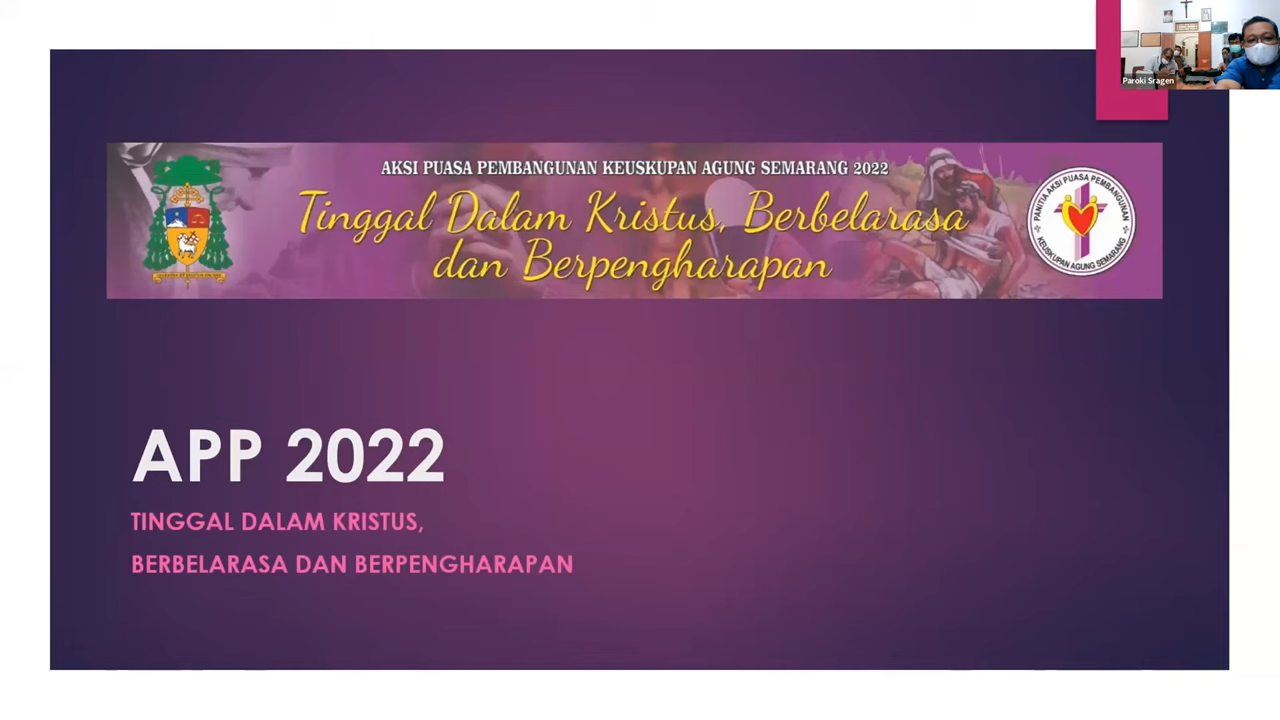 Paroki Sragen
AKSI PUASA PEMBANGUNAN KEUSKUPAN AGUNG SEMARANG 2022
Tinggal Dalam Kristus, Berbelarasa
dan Berpengharapan
PANITIA AKSI PUASA PEMBANGUNAN
KEUSKUPAN AGUNG SEMARANG
APP 2022
TINGGAL DALAM KRISTUS,
BERBELARASA DAN BERPENGHARAPAN